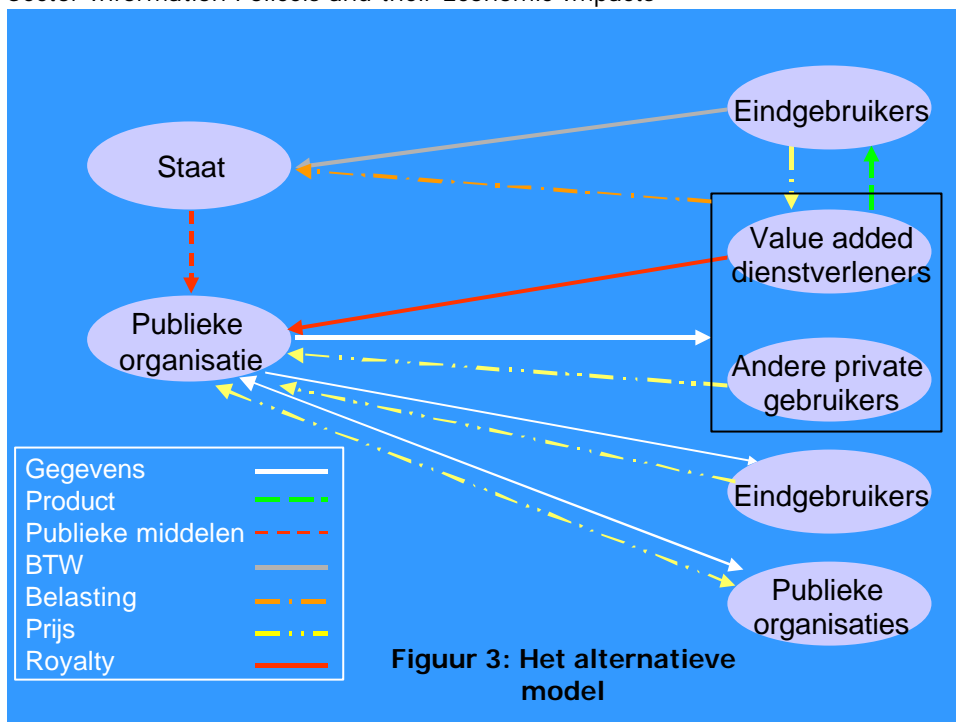 Sector Information Policeis and their Economic Impacts
Eindgebruikers
Staat
Value added
dienstverleners
Publieke
organisatie
Andere private
gebruikers
Gegevens
Product
Publieke middelen
BTW
Belasting
Prijs
Royalty
Eindgebruikers
Publieke
organisaties
Figuur 3: Het alternatieve
model